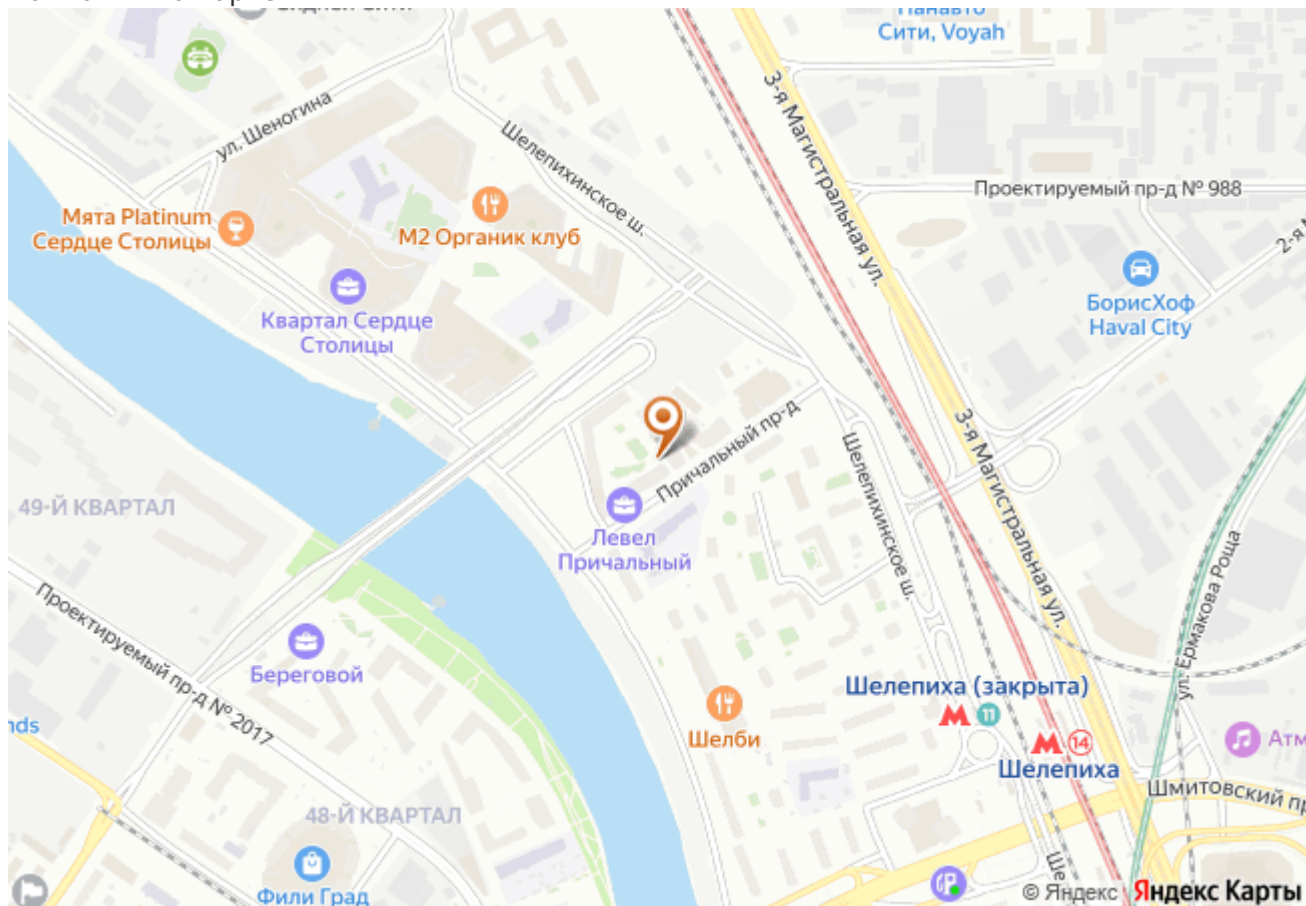 Панавто
Сити, Voyah
ул. Шеногина
Шелепихинское ш.
3-я Магистральная ул.
Проектируемый пр-д № 988
Мята Platinum
Сердце Столицы
М2 Органик клуб
БорисХоф
Haval City
Квартал Сердце
Столицы
Причальный пр-д
3-я Магистральная ул.
Шелепихинское ш.
49-Й КВАРТАЛ
Левел
Причальный
ул. Ермакова Роща
Проектируемый пр-д № 2017
Береговой
Шелепиха (закрыта)
М 11
М 14
Шелепиха
Шелби
Шмитовский
48-Й КВАРТАЛ
Фили Град
© Яндекс Яндекс Карты